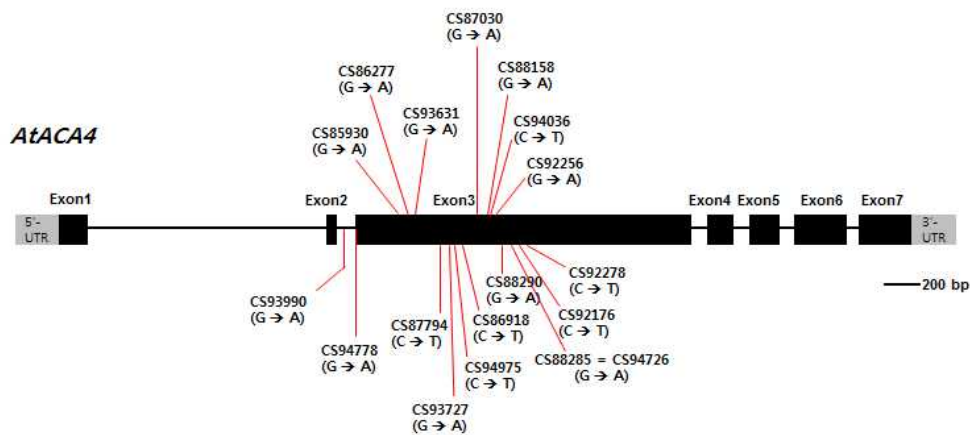 CS87030
(G → A)
CS86277
(G → A)
CS88158
(G → A)
CS93631
(G → A)
CS94036
(C → T)
CS85930
(G → A)
AtACA4
CS92256
(G → A)
Exon1
Exon2
Exon3
Exon4
Exon5
Exon6
Exon7
5'-
UTR
3'-
UTR
CS93990
(G → A)
CS94778
(G → A)
CS87794
(C → T)
CS93727
(G → A)
CS94975
(C → T)
CS86918
(C → T)
CS88290
(G → A)
CS92278
(C → T)
CS92176
(C → T)
CS88285 = CS94726
(G → A)
200 bp